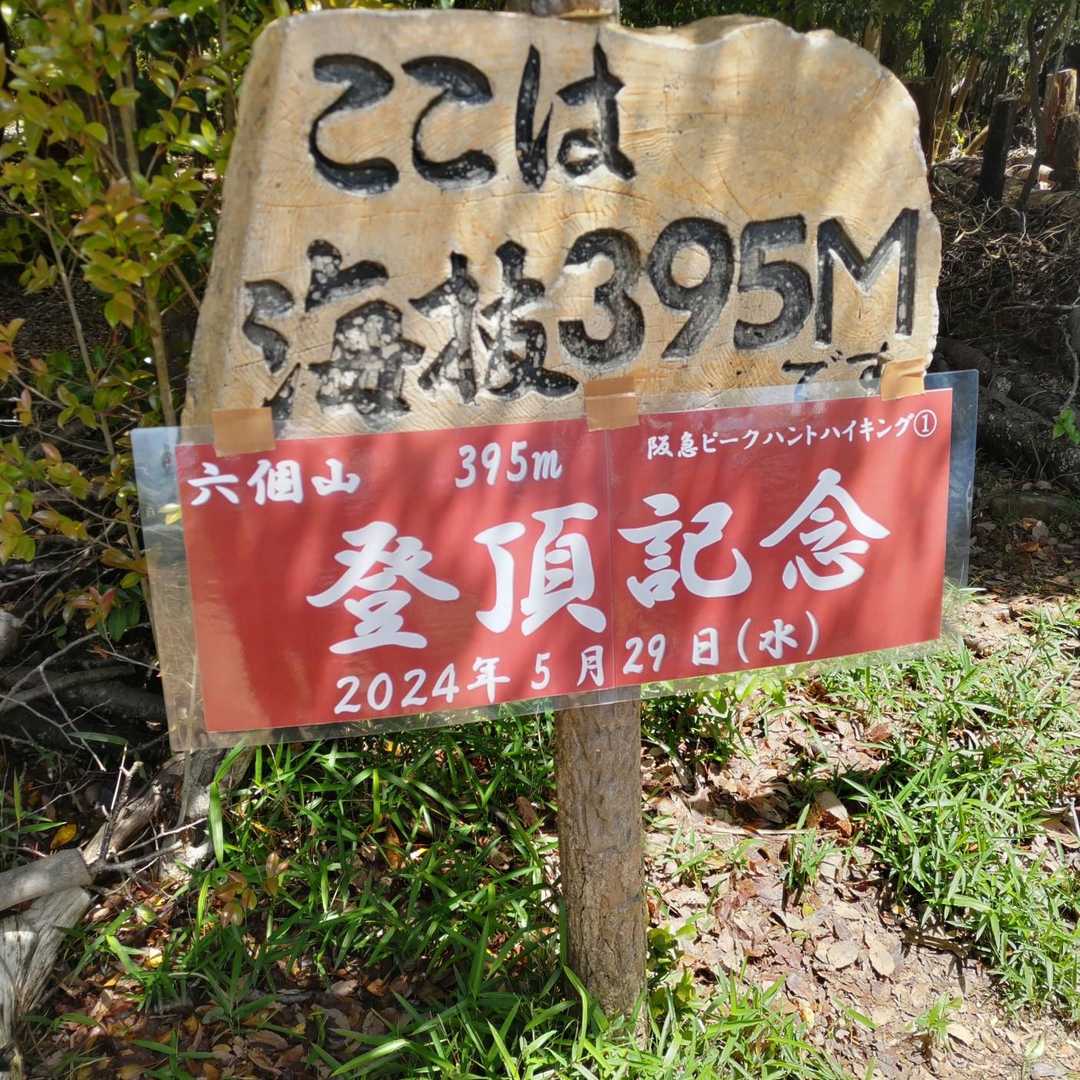 ここは
海抜395M
です
六個山 395m 阪急ピークハントハイキング①
登頂記念
2024年5月29日(水)